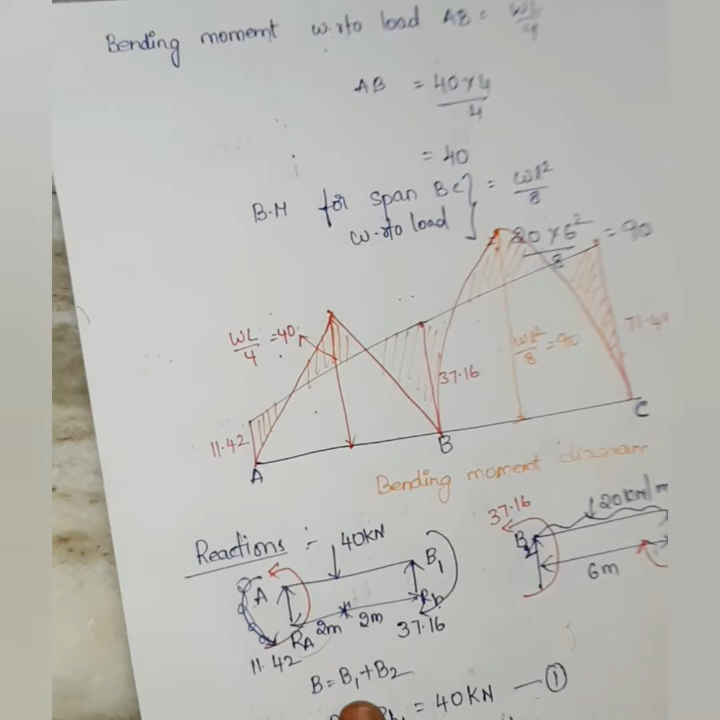 Bending moment w.r.to load AB = WL/4
AB = 40×4/4
= 40
B.M for span BC} = wl²/8
w.r.to load
20×6²/8 = 90
WL/4 = 40
wl²/8 = 90
37.16
11.42
A
B
C
Bending moment diagram
Reactions :-
40KN
A
B₁
RA
2m
2m
Rb
11.42
37.16
37.16
20KN/m
B₂
6m
B = B₁ + B₂
= 40KN — ①